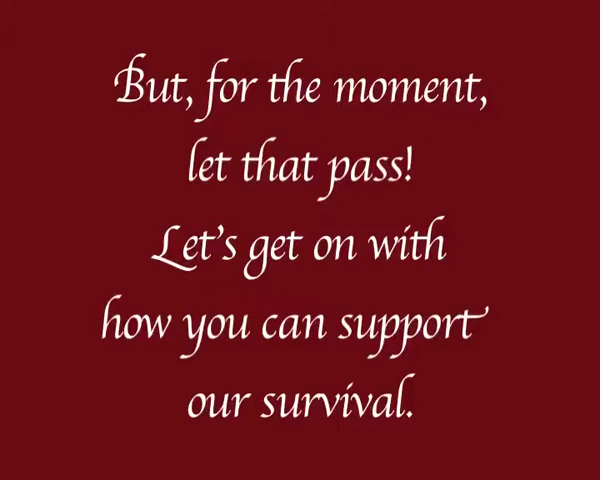 But, for the moment,
let that pass!
Let's get on with
how you can support
our survival.